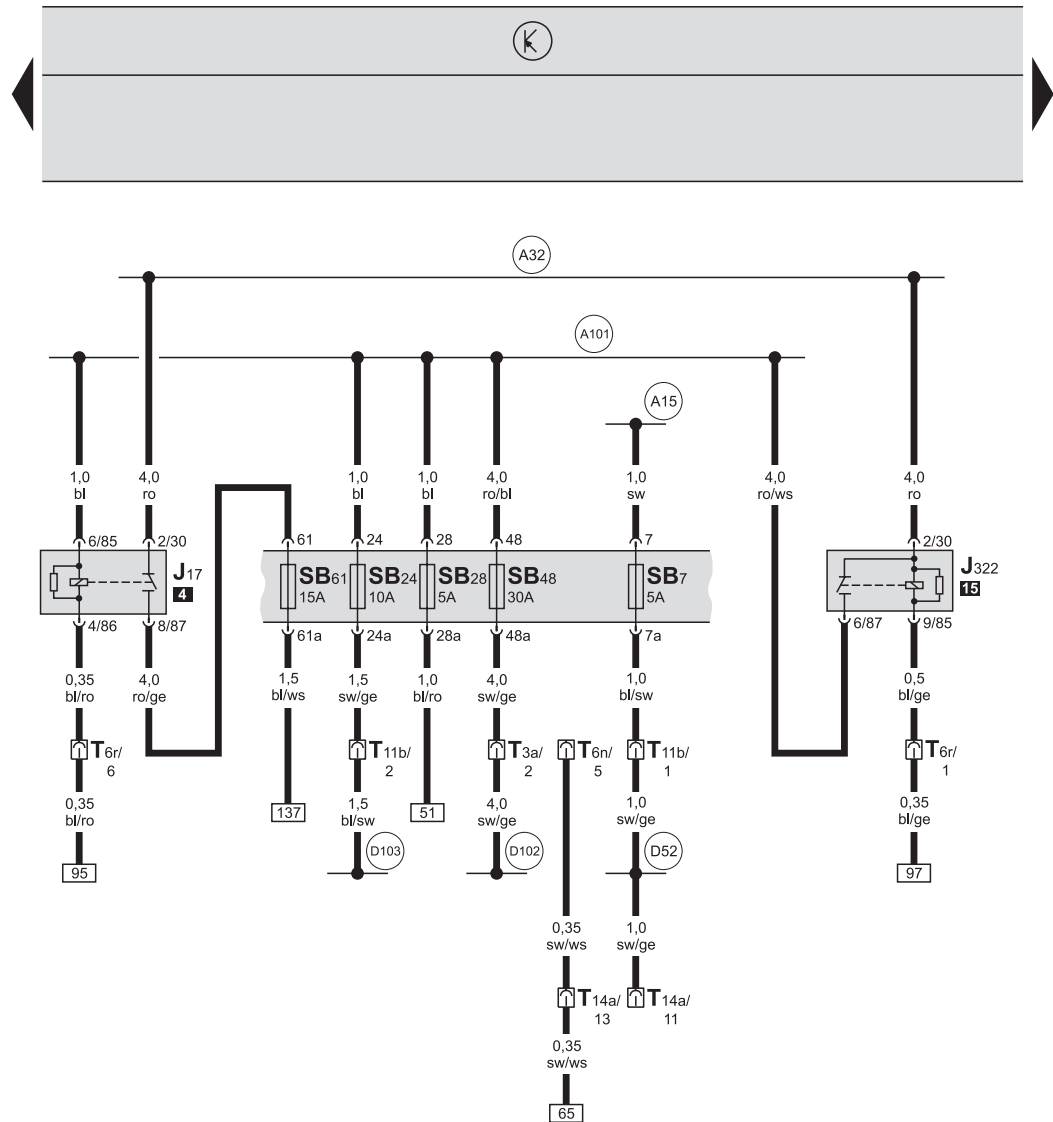 A32
A101
A15
1,0 4,0 1,0 1,0 4,0 1,0 4,0 4,0
bl ro bl bl ro/bl sw ro/ws ro
6/85 2/30 61 24 28 48 7 2/30
J17 SB61 SB24 SB28 SB48 SB7 J322
4 15A 10A 5A 30A 5A 15
4/86 8/87 61a 24a 28a 48a 7a 6/87 9/85
0,35 4,0 1,5 1,5 1,0 4,0 1,0 0,5
bl/ro ro/ge bl/ws sw/ge bl/ro sw/ge bl/sw bl/ge
T6r/ T11b/ T3a/ T6n/ T11b/ T6r/
6 2 2 5 1 1
0,35 1,5 4,0 1,0 0,35
bl/ro 137 bl/sw 51 sw/ge sw/ge bl/ge
D103 D102 D52
95 97
0,35 1,0
sw/ws sw/ge
T14a/ T14a/
13 11
0,35
sw/ws
65